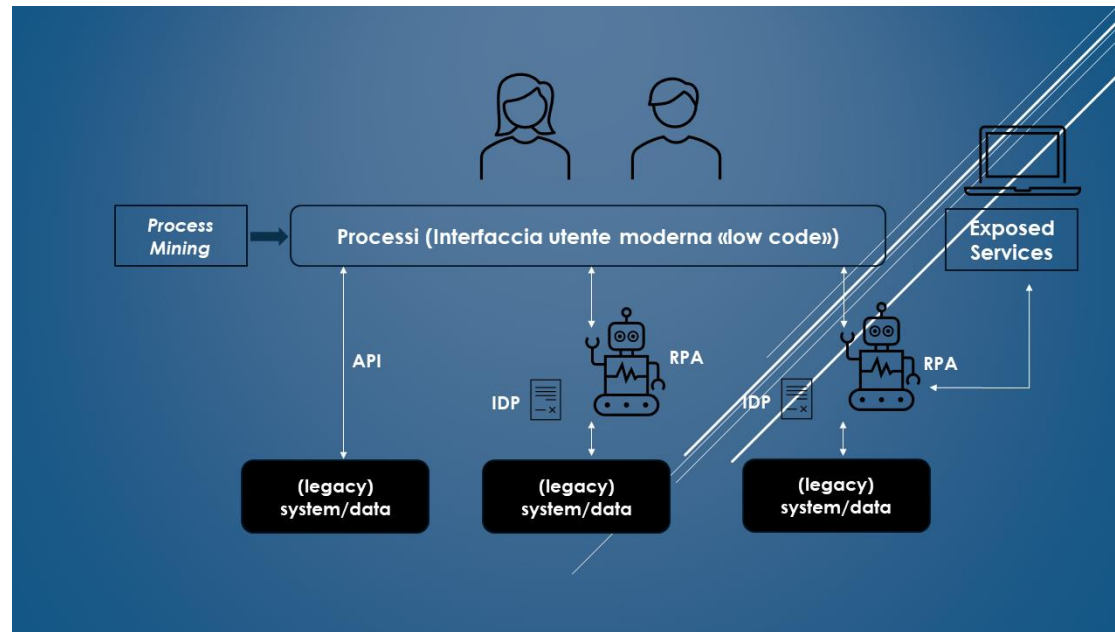 Process
Mining
Processi (Interfaccia utente moderna «low code»)
Exposed
Services
API
RPA
RPA
IDP
IDP
(legacy)
system/data
(legacy)
system/data
(legacy)
system/data